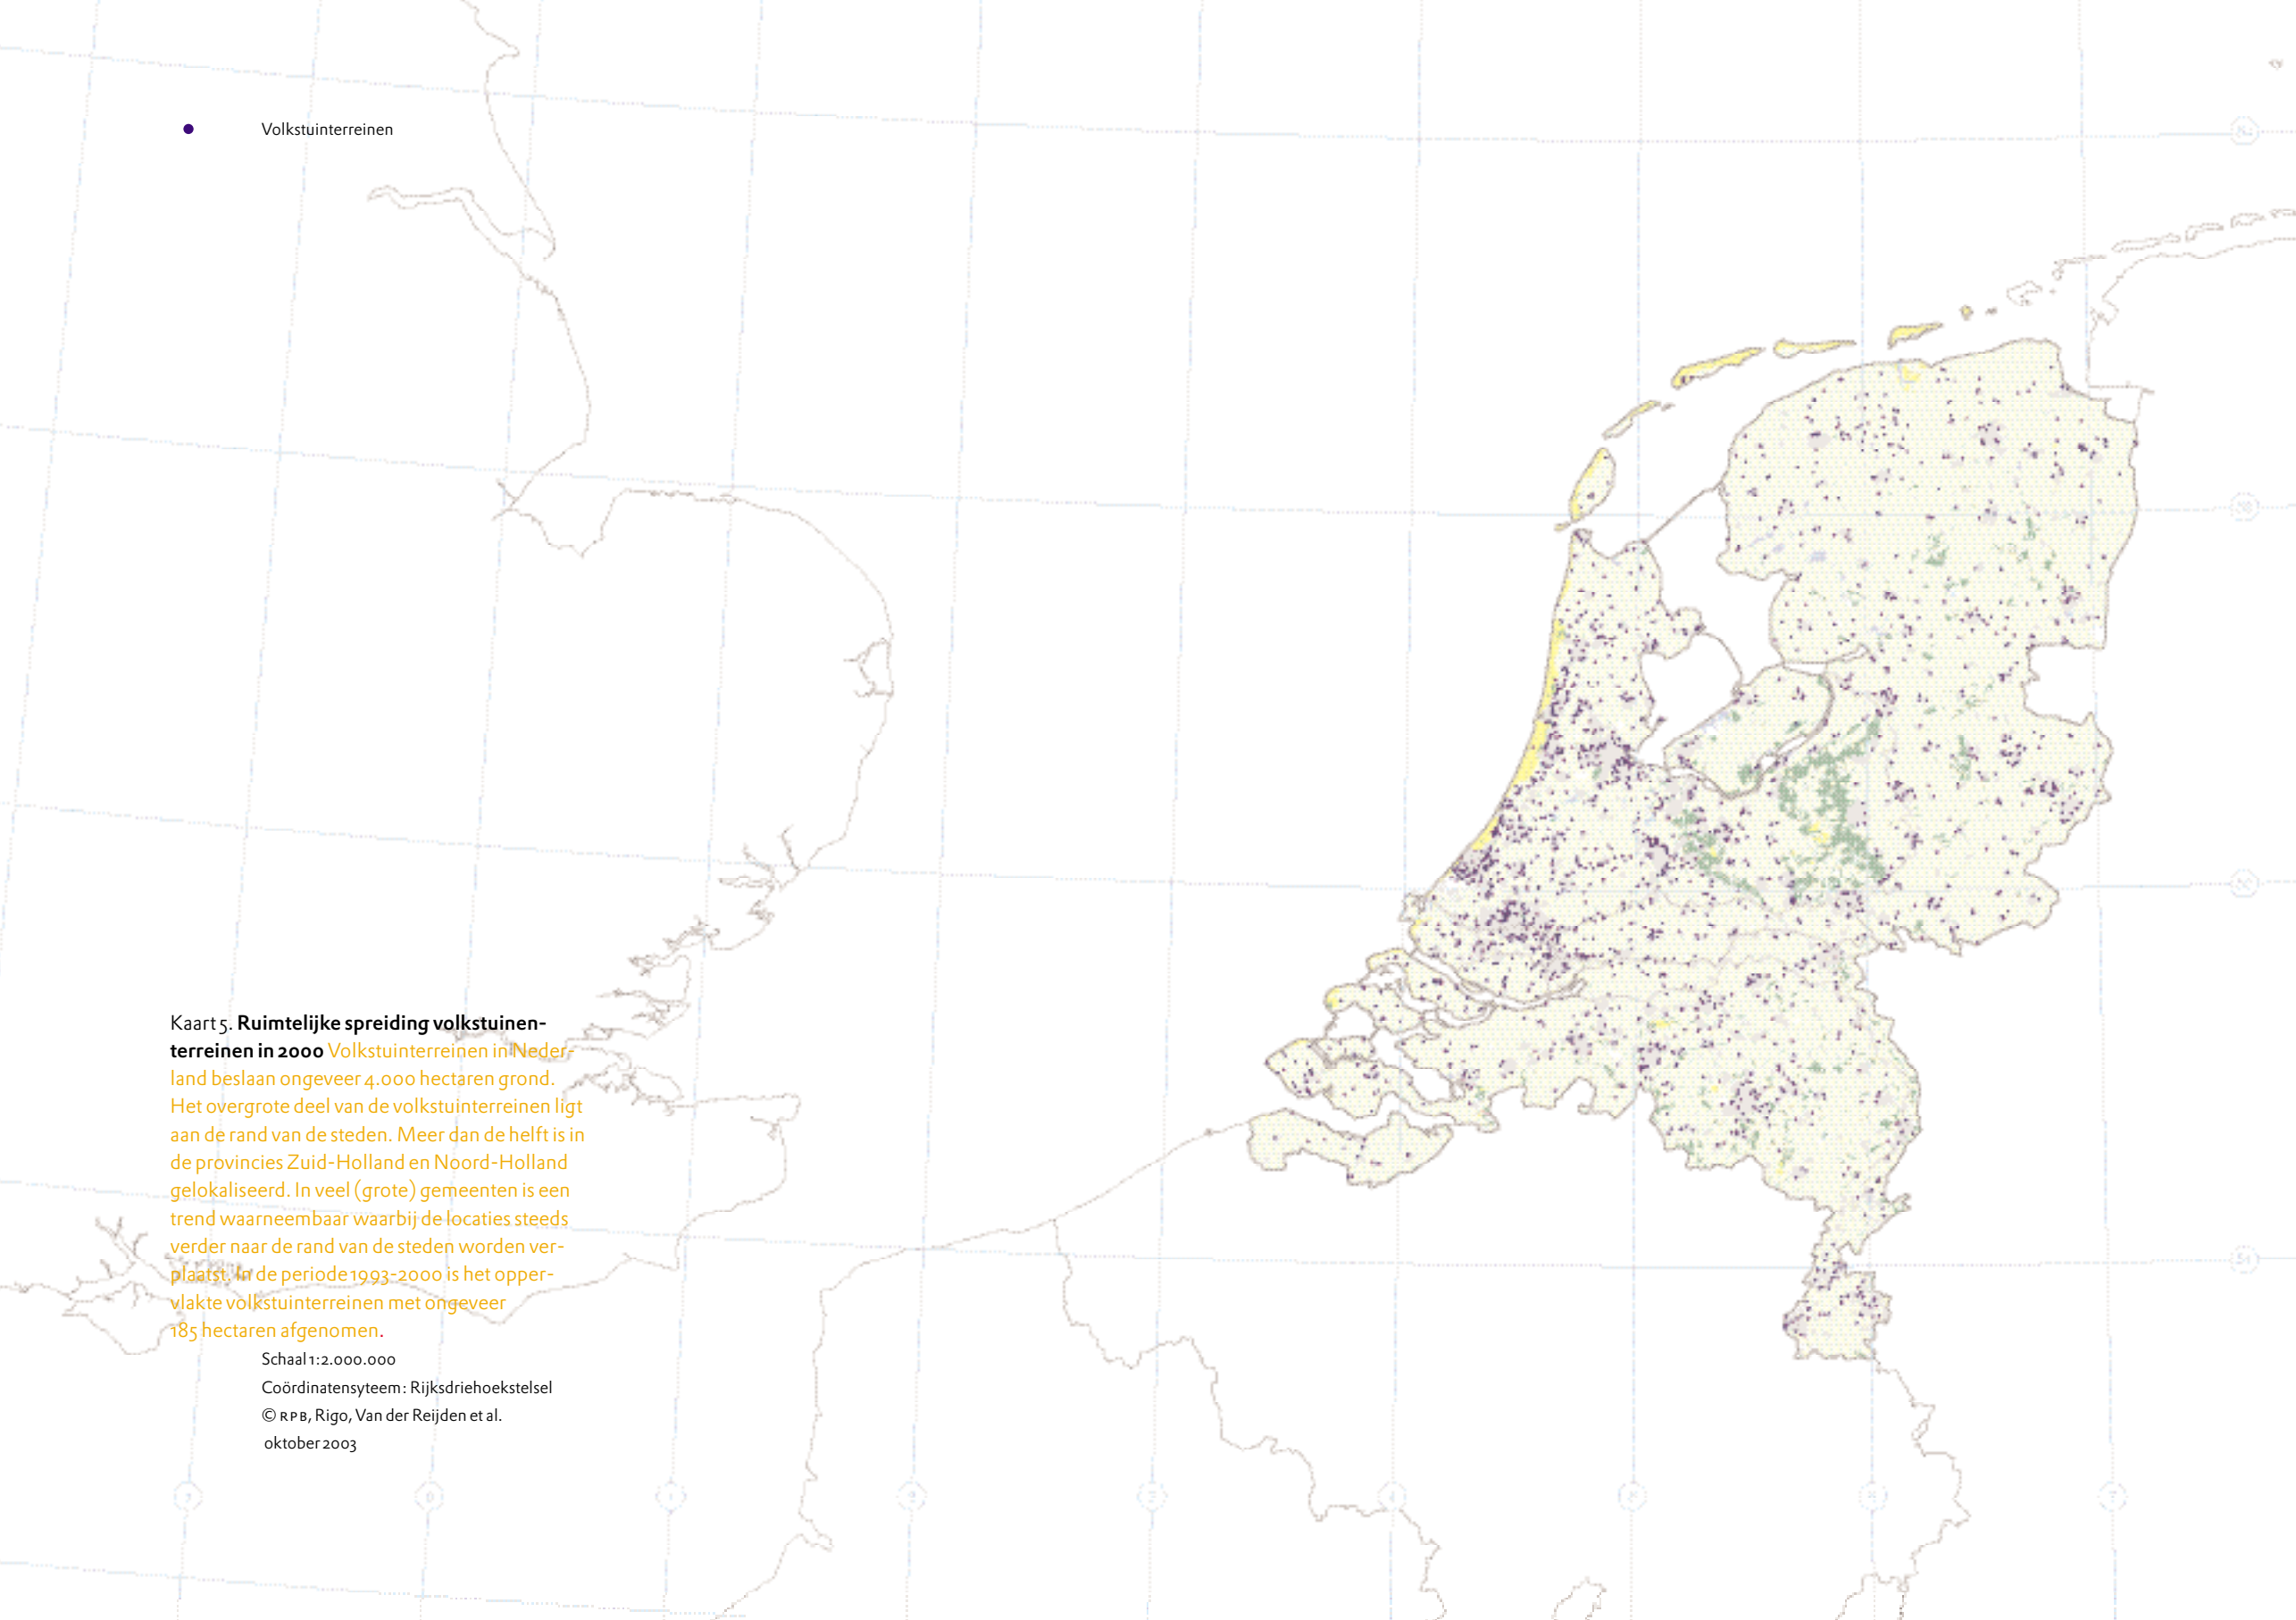 Volkstuinterreinen
Kaart 5. Ruimtelijke spreiding volkstuinen-
terreinen in 2000 Volkstuinterreinen in Neder-
land beslaan ongeveer 4.000 hectaren grond.
Het overgrote deel van de volkstuinterreinen ligt
aan de rand van de steden. Meer dan de helft is in
de provincies Zuid-Holland en Noord-Holland
gelokaliseerd. In veel (grote) gemeenten is een
trend waarneembaar waarbij de locaties steeds
verder naar de rand van de steden worden ver-
plaatst. In de periode 1993-2000 is het opper-
vlakte volkstuinterreinen met ongeveer
185 hectaren afgenomen.
Schaal 1:2.000.000
Coördinatensyteem: Rijksdriehoekstelsel
© RPB, Rigo, Van der Reijden et al.
oktober 2003